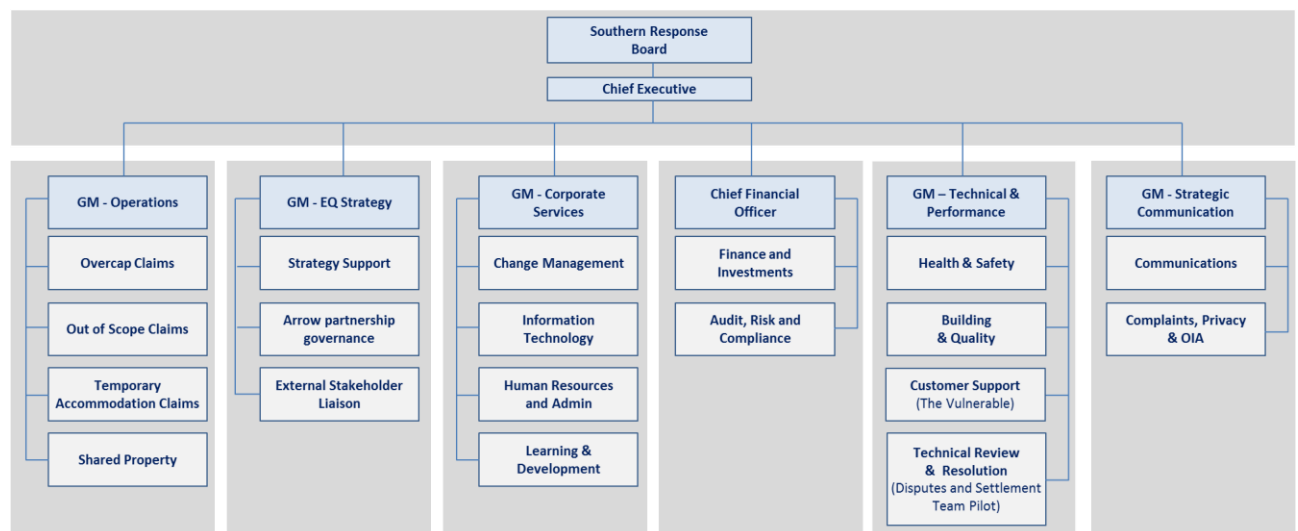 Southern Response
Board
Chief Executive
GM - Operations
Overcap Claims
Out of Scope Claims
Temporary
Accommodation Claims
Shared Property
GM - EQ Strategy
Strategy Support
Arrow partnership
governance
External Stakeholder
Liaison
GM - Corporate
Services
Change Management
Information
Technology
Human Resources
and Admin
Learning &
Development
Chief Financial
Officer
Finance and
Investments
Audit, Risk and
Compliance
GM – Technical &
Performance
Health & Safety
Building
& Quality
Customer Support
(The Vulnerable)
Technical Review
& Resolution
(Disputes and Settlement
Team Pilot)
GM - Strategic
Communication
Communications
Complaints, Privacy
& OIA